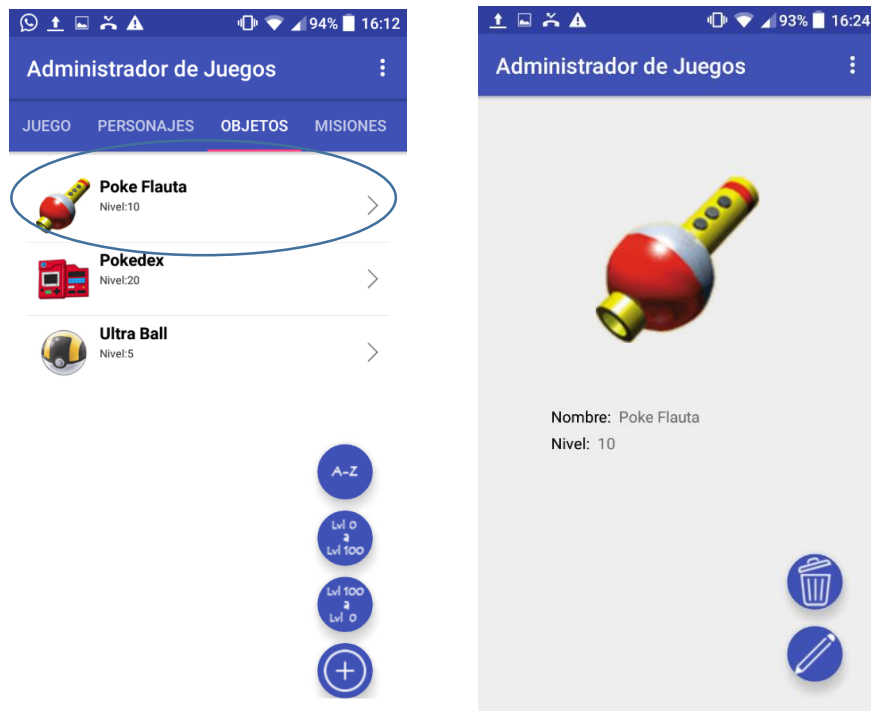 94% 16:12
Administrador de Juegos
JUEGO PERSONAJES OBJETOS MISIONES
Poke Flauta
Nivel:10
Pokedex
Nivel:20
Ultra Ball
Nivel:5
A-Z
Lvl 0
a
Lvl 100
Lvl 100
a
Lvl 0
93% 16:24
Administrador de Juegos
Nombre: Poke Flauta
Nivel: 10